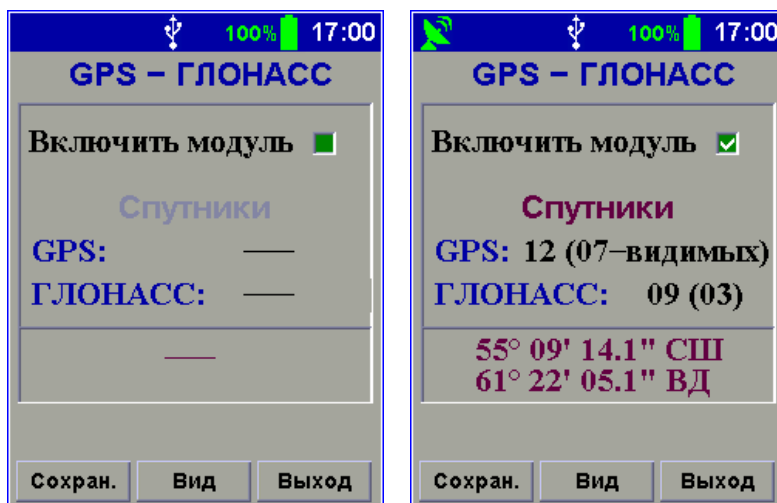 100% 17:00
GPS – ГЛОНАСС
Включить модуль
Спутники
GPS: —
ГЛОНАСС: —
—
Сохран. Вид Выход
100% 17:00
GPS – ГЛОНАСС
Включить модуль
Спутники
GPS: 12 (07–видимых)
ГЛОНАСС: 09 (03)
55° 09' 14.1" СШ
61° 22' 05.1" ВД
Сохран. Вид Выход